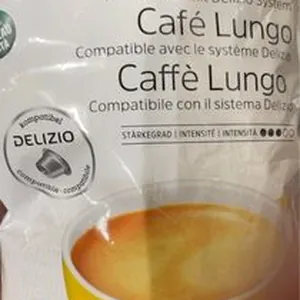 System
Café Lungo
Compatible avec le système Delizio
Caffè Lungo
Compatibile con il sistema Delizio
STÄRKEGRAD | INTENSITÉ | INTENSITÀ
kompatibel
DELIZIO
compatible